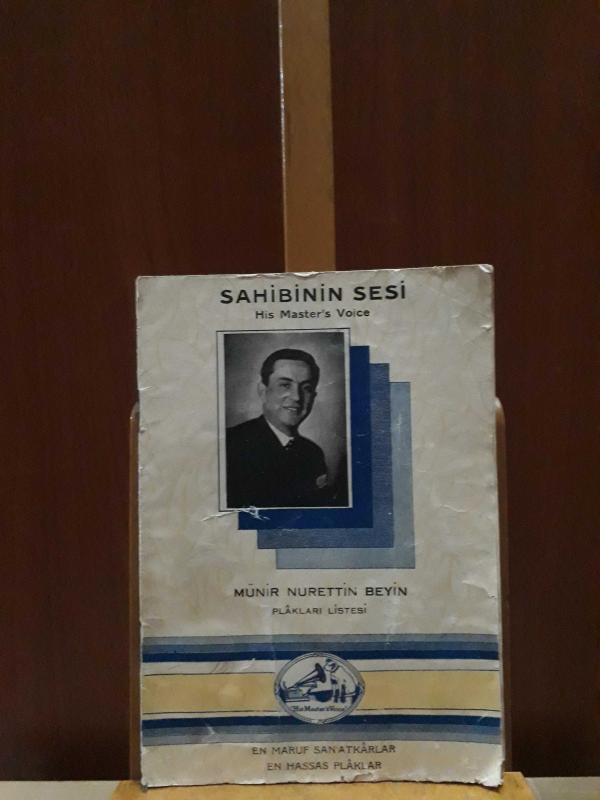 SAHİBİNİN SESİ
His Master's Voice
MÜNİR NURETTİN BEYİN
PLÂKLARI LİSTESİ
"His Master's Voice"
EN MARUF SAN'ATKÂRLAR
EN HASSAS PLÂKLAR